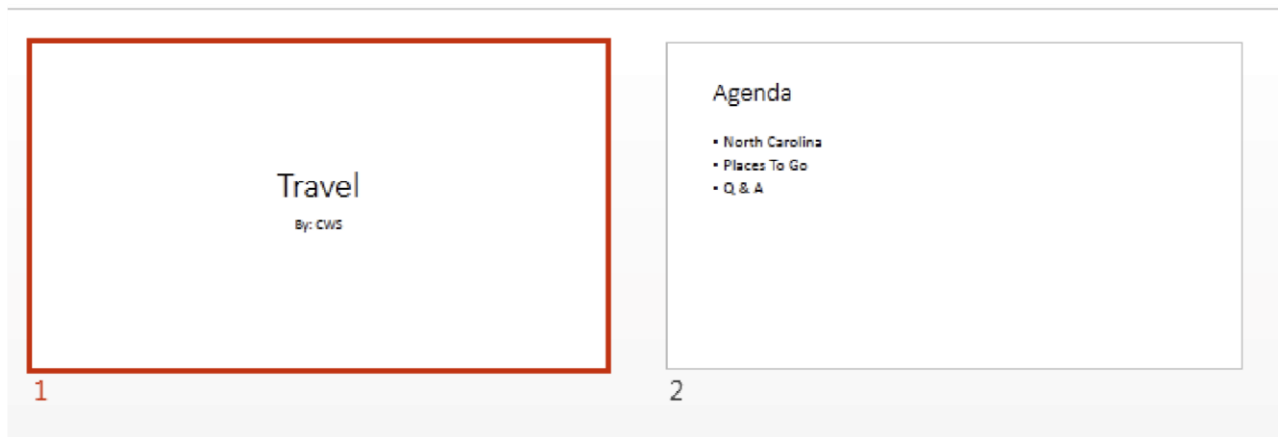 Travel
By: CWS
1
Agenda
▪ North Carolina
▪ Places To Go
▪ Q & A
2